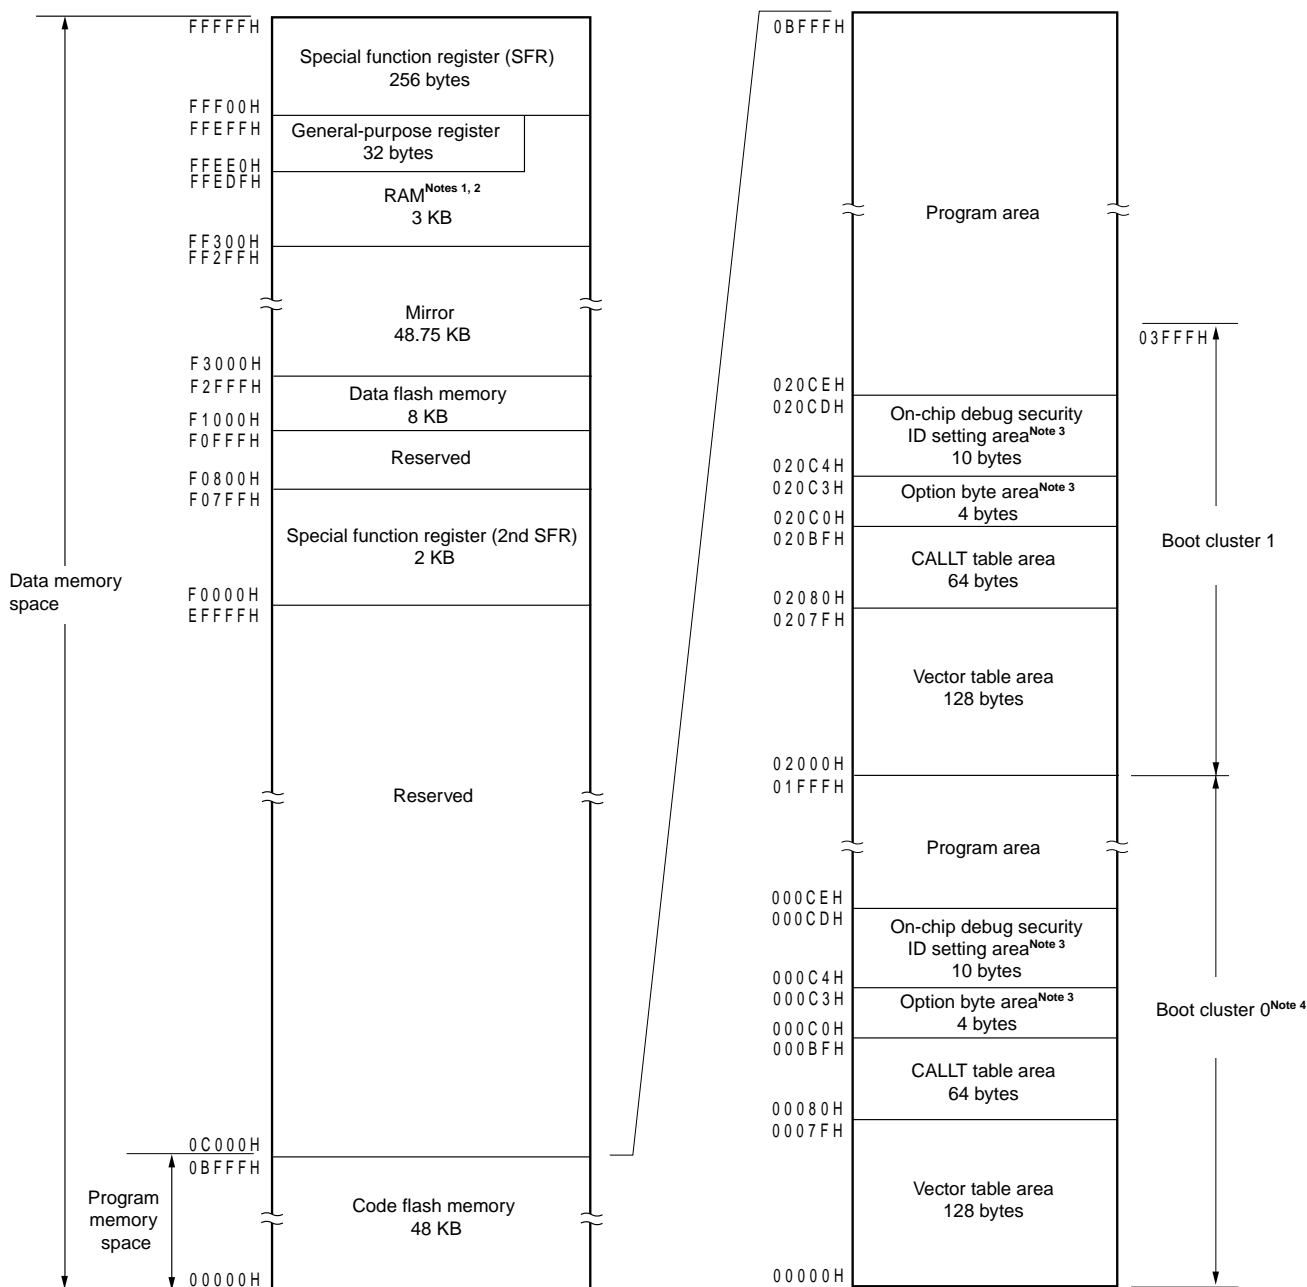 FFFFFH
Special function register (SFR)
256 bytes
FFF00H
FFEFFH
General-purpose register
32 bytes
FFEE0H
FFEDFH
RAMNotes 1, 2
3 KB
FF300H
FF2FFH
Mirror
48.75 KB
F3000H
F2FFFH
Data flash memory
8 KB
F1000H
F0FFFH
Reserved
F0800H
F07FFH
Special function register (2nd SFR)
2 KB
Data memory
space
F0000H
EFFFFH
Reserved
0C000H
0BFFFH
Program
memory
space
Code flash memory
48 KB
00000H
0BFFFH
Program area
03FFFH
020CEH
020CDH
On-chip debug security
ID setting areaNote 3
10 bytes
020C4H
020C3H
Option byte areaNote 3
4 bytes
020C0H
020BFH
CALLT table area
64 bytes
Boot cluster 1
02080H
0207FH
Vector table area
128 bytes
02000H
01FFFH
Program area
000CEH
000CDH
On-chip debug security
ID setting areaNote 3
10 bytes
000C4H
000C3H
Option byte areaNote 3
4 bytes
Boot cluster 0Note 4
000C0H
000BFH
CALLT table area
64 bytes
00080H
0007FH
Vector table area
128 bytes
00000H